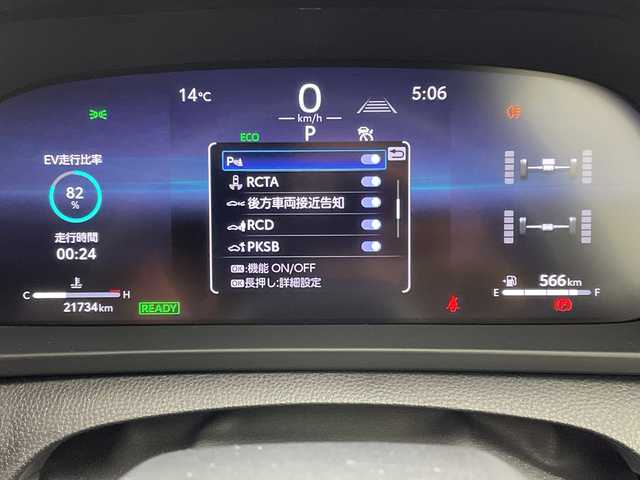 14℃
0
km/h
5:06
P
ECO
EV走行比率
82
%
走行時間
00:24
P
RCTA
後方車両接近告知
RCD
PKSB
OK:機能 ON/OFF
OK長押し:詳細設定
C H
21734km
READY
566km
E F